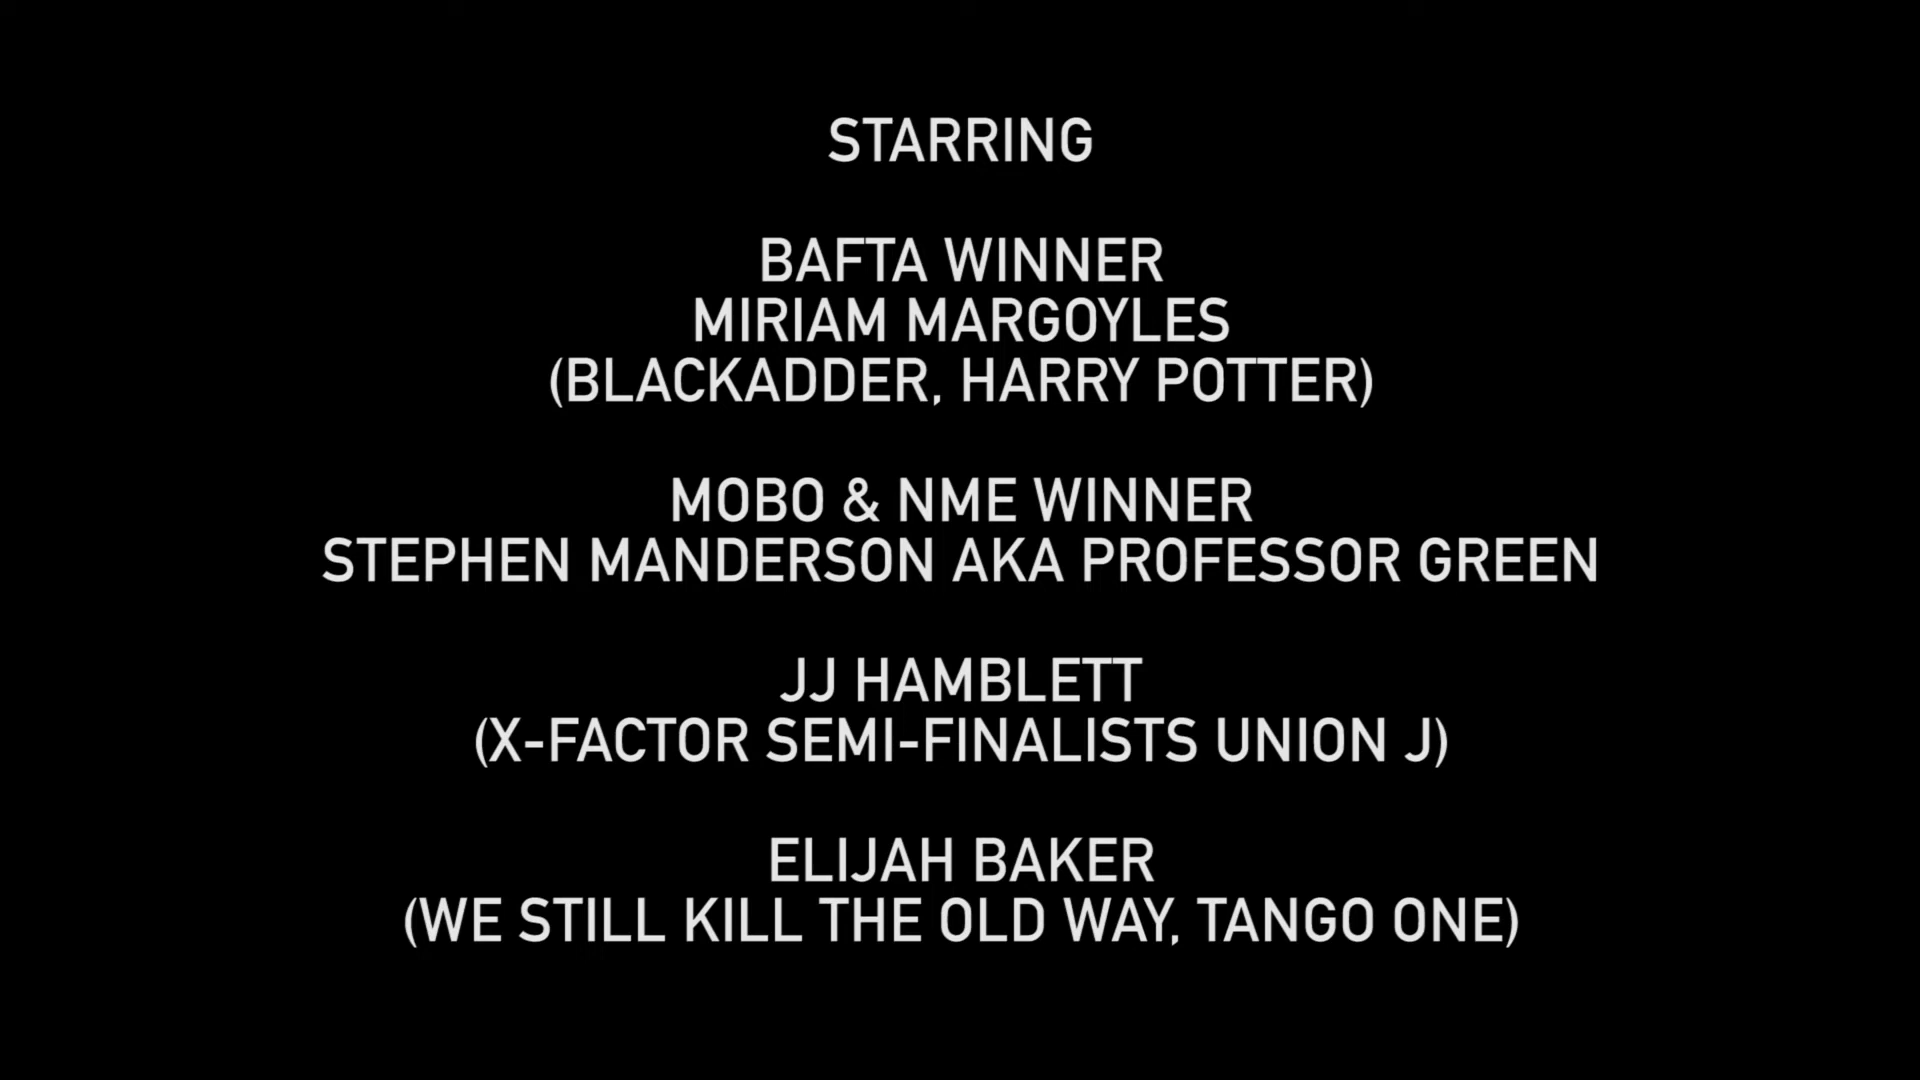 STARRING
BAFTA WINNER
MIRIAM MARGOYLES
(BLACKADDER, HARRY POTTER)
MOBO & NME WINNER
STEPHEN MANDERSON AKA PROFESSOR GREEN
JJ HAMBLETT
(X-FACTOR SEMI-FINALISTS UNION J)
ELIJAH BAKER
(WE STILL KILL THE OLD WAY, TANGO ONE)